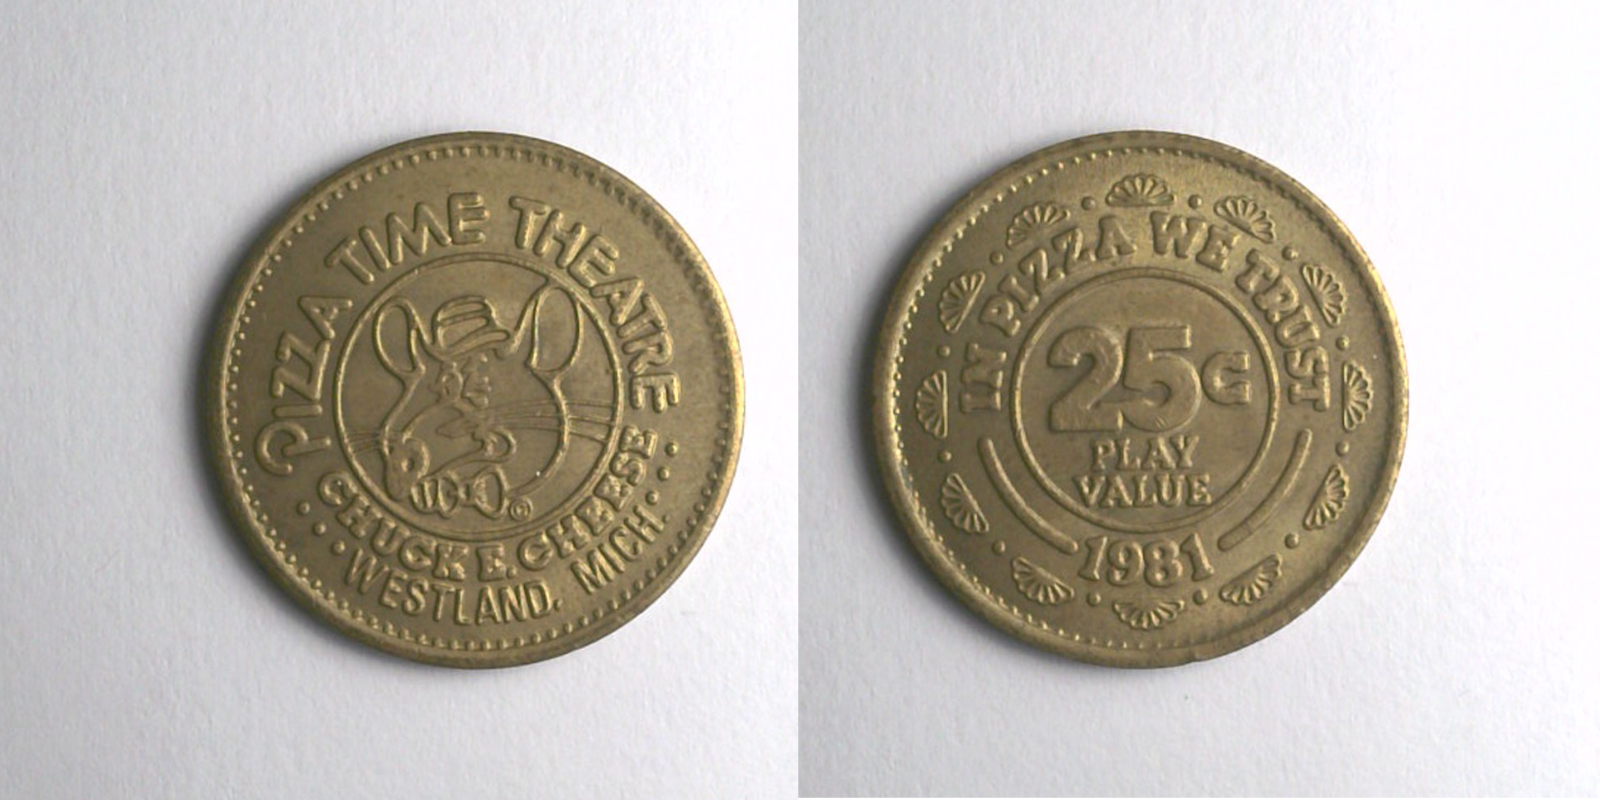 PIZZA TIME THEATRE
©
CHUCK E. CHEESE
WESTLAND, MICH.
IN PIZZA WE TRUST
25¢
PLAY
VALUE
1981